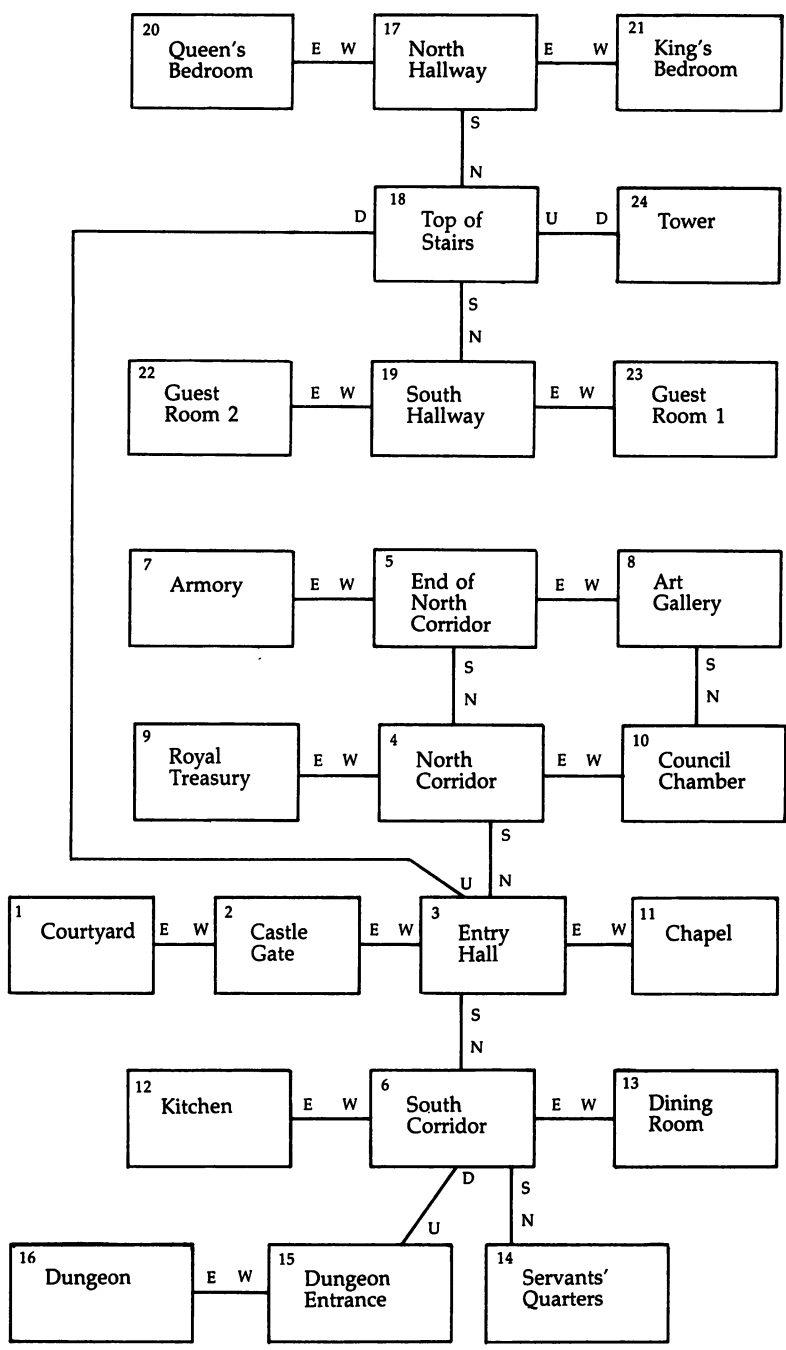 20 Queen's
Bedroom
E W
17 North
Hallway
E W
21 King's
Bedroom
S
N
D
18 Top of
Stairs
U D
24 Tower
S
N
22 Guest
Room 2
E W
19 South
Hallway
E W
23 Guest
Room 1
7 Armory
E W
5 End of
North
Corridor
E W
8 Art
Gallery
S
N
S
N
9 Royal
Treasury
E W
4 North
Corridor
E W
10 Council
Chamber
S
U N
1 Courtyard
E W
2 Castle
Gate
E W
3 Entry
Hall
E W
11 Chapel
S
N
12 Kitchen
E W
6 South
Corridor
E W
13 Dining
Room
D
U
S
N
16 Dungeon
E W
15 Dungeon
Entrance
14 Servants'
Quarters